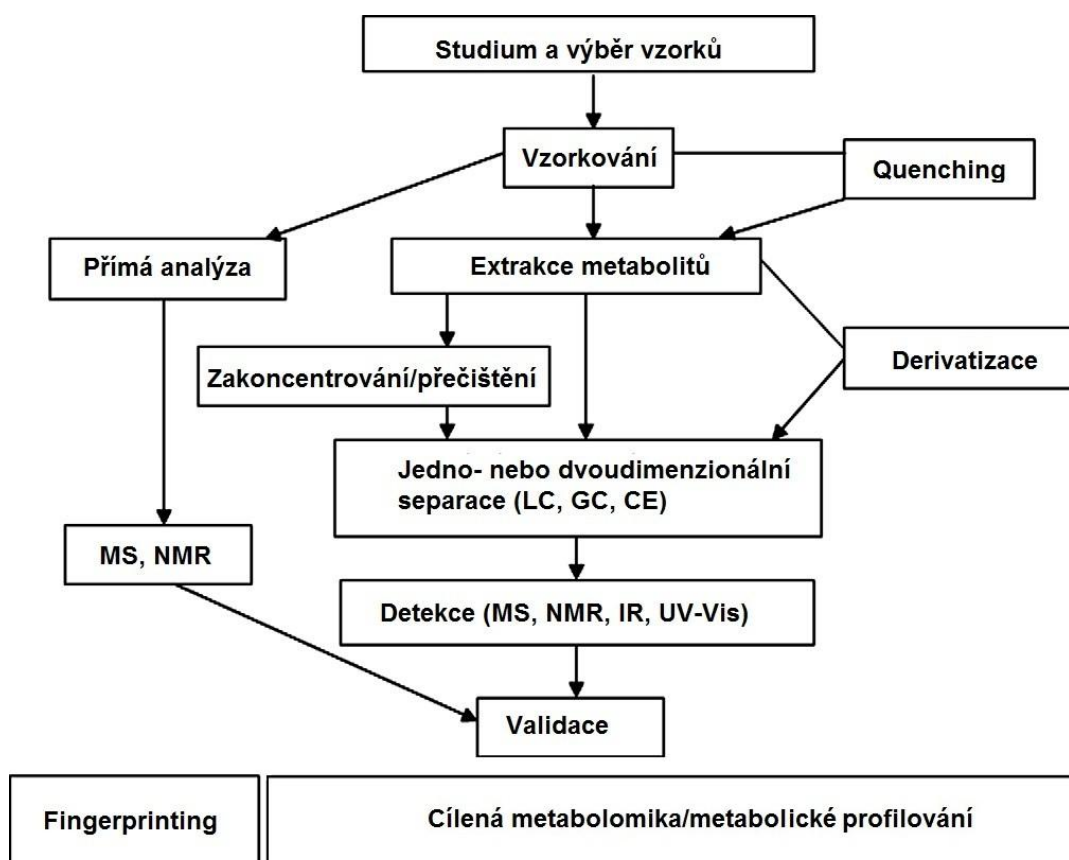 Studium a výběr vzorků
Vzorkování
Quenching
Přímá analýza
Extrakce metabolitů
Zakoncentrování/přečištění
Derivatizace
Jedno- nebo dvoudimenzionální
separace (LC, GC, CE)
MS, NMR
Detekce (MS, NMR, IR, UV-Vis)
Validace
Fingerprinting
Cílená metabolomika/metabolické profilování